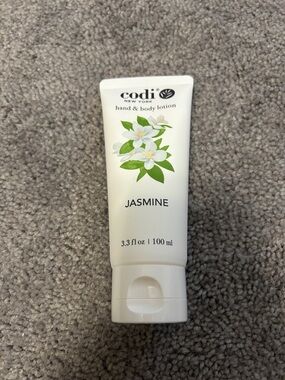 codi
NEW YORK
hand & body lotion
JASMINE
3.3 fl oz | 100 ml